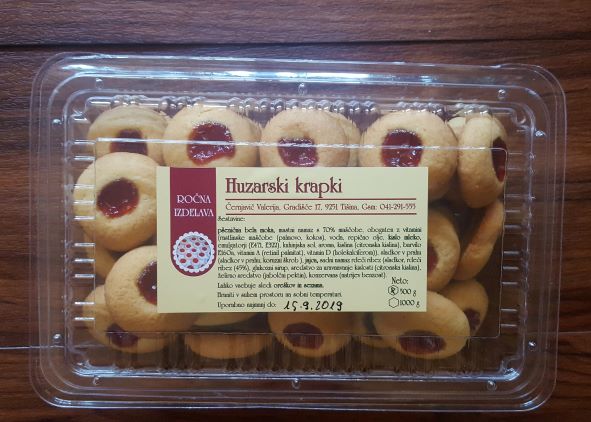 ROČNA
IZDELAVA
Huzarski krapki
Černjavič Valerija, Gradišče 17, 9251 Tišina, Gsm: 041-291-555
Sestavine:
pšenična bela moka, mastni namaz s 70% maščobe, obogaten z vitamini
(rastlinske maščobe (palmovo, kokos), voda, repično olje, kislo mleko,
emulgatorji (E471, E322), kuhinjska sol, aroma, kislina (citronska kislina), barvilo
E160a, vitamin A (retinil palmitat), vitamin D (holekalciferon), sladkor v prahu
(sladkor v prahu, koruzni škrob), jajca, sadni namaz rdeči ribez (sladkor, rdeči
ribez (45%), glukozni sirup, sredstvo za uravnavanje kislosti (citronska kislina),
želirno sredstvo (jabolčni pektin), konzervans (natrijev benzoat).
Lahko vsebuje sledi oreškov in sezama.
Hraniti v suhem prostoru na sobni temperaturi.
Uporabno najmanj do: 15.9.2019
Neto:
500 g
1000 g